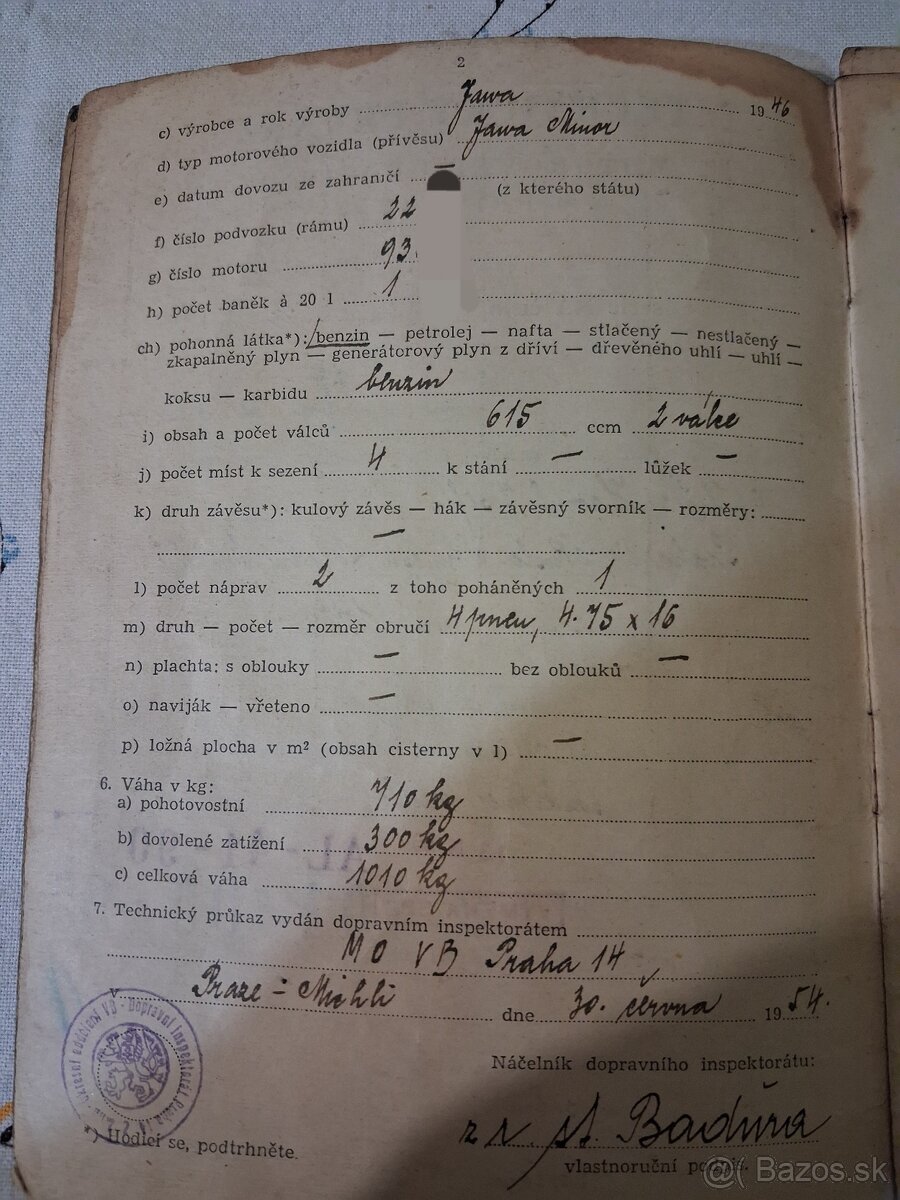 2
c) výrobce a rok výroby Jawa 1946
d) typ motorového vozidla (přívěsu) Jawa Minor
e) datum dovozu ze zahraničí — (z kterého státu)
f) číslo podvozku (rámu) 22
g) číslo motoru 93
h) počet baněk à 20 l 1
ch) pohonná látka*): benzin — petrolej — nafta — stlačený — nestlačený —
zkapalněný plyn — generátorový plyn z dříví — dřevěného uhlí — uhlí —
koksu — karbidu benzin
i) obsah a počet válců 615 ccm 2 válce
j) počet míst k sezení 4 k stání — lůžek —
k) druh závěsu*): kulový závěs — hák — závěsný svorník — rozměry:
—
l) počet náprav 2 z toho poháněných 1
m) druh — počet — rozměr obručí 4 pneu, 4.75 x 16
n) plachta: s oblouky — bez oblouků —
o) naviják — vřeteno —
p) ložná plocha v m² (obsah cisterny v l) —
6. Váha v kg:
a) pohotovostní 710 kg
b) dovolené zatížení 300 kg
c) celková váha 1010 kg
7. Technický průkaz vydán dopravním inspektorátem
MO VB Praha 14
V Praze - Michli dne 30. června 1954.
Náčelník dopravního inspektorátu:
z r st. Baďura
*) Hodící se, podtrhněte.
vlastnoruční podpis.
@ Bazos.sk